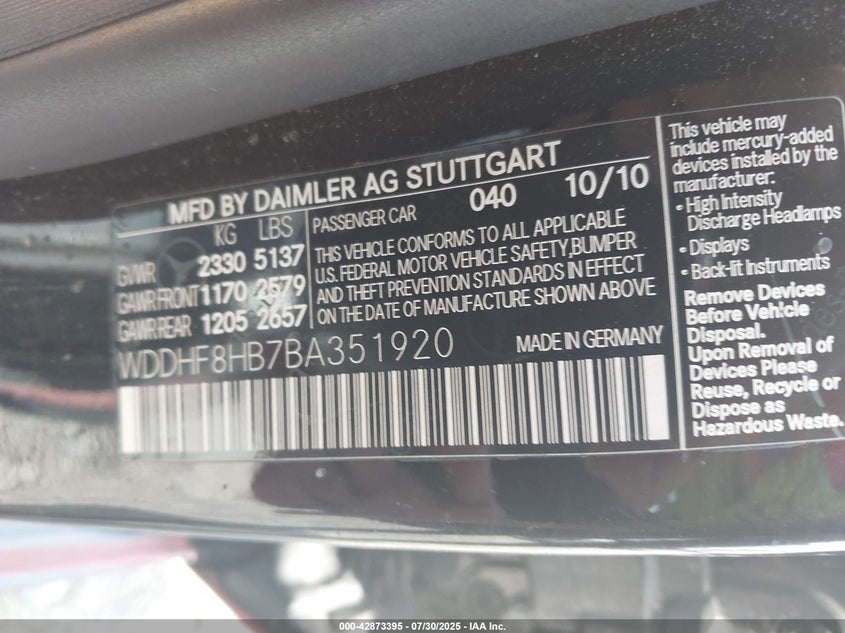 MFD BY DAIMLER AG STUTTGART
KG LBS
GVWR 2330 5137
GAWR FRONT 1170 2579
GAWR REAR 1205 2657
PASSENGER CAR 040 10/10
THIS VEHICLE CONFORMS TO ALL APPLICABLE
U.S. FEDERAL MOTOR VEHICLE SAFETY,BUMPER
AND THEFT PREVENTION STANDARDS IN EFFECT
ON THE DATE OF MANUFACTURE SHOWN ABOVE
WDDHF8HB7BA351920 MADE IN GERMANY
This vehicle may
include mercury-added
devices installed by the
manufacturer:
• High Intensity
Discharge Headlamps
• Displays
• Back-lit Instruments
Remove Devices
Before Vehicle
Disposal.
Upon Removal of
Devices Please
Reuse, Recycle or
Dispose as
Hazardous Waste.
000-42873395 - 07/30/2025 - IAA Inc.